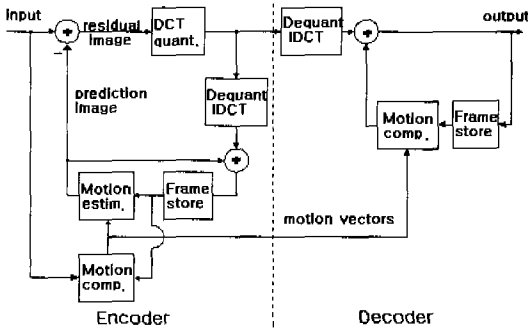 input
residual
image
DCT
quant.
Dequant
IDCT
output
prediction
image
Dequant
IDCT
Motion
comp.
Frame
store
Motion
estim.
Frame
store
motion vectors
Motion
comp.
Encoder
Decoder